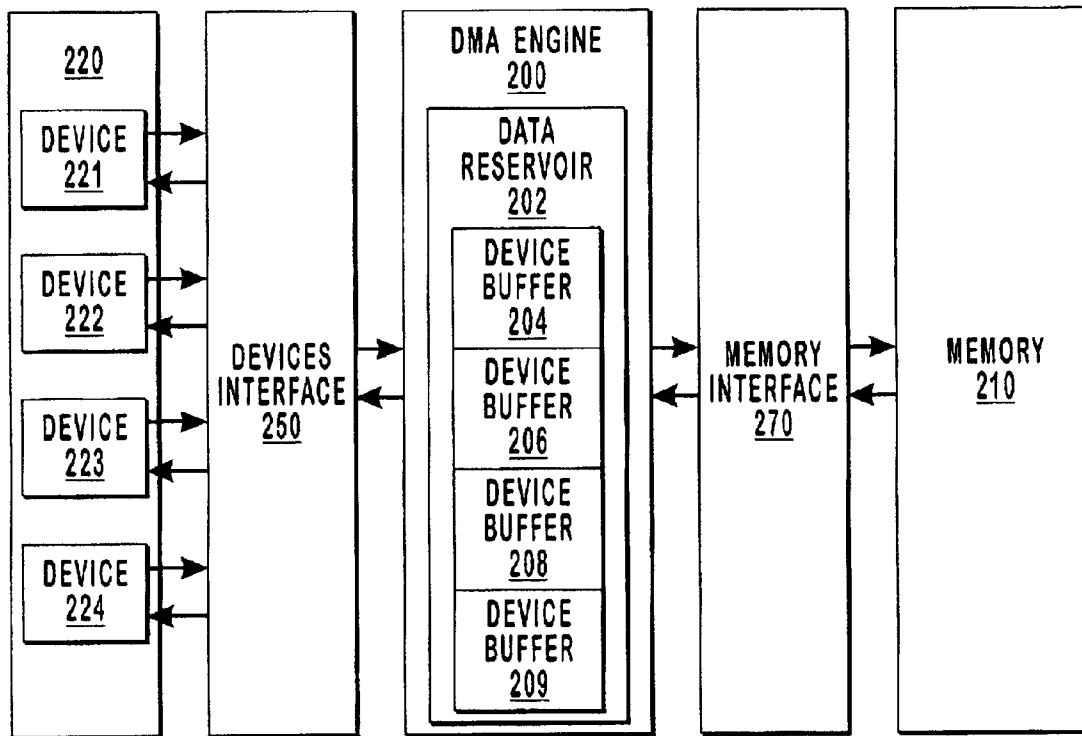 220
DEVICE
221
DEVICE
222
DEVICE
223
DEVICE
224
DEVICES
INTERFACE
250
DMA ENGINE
200
DATA
RESERVOIR
202
DEVICE
BUFFER
204
DEVICE
BUFFER
206
DEVICE
BUFFER
208
DEVICE
BUFFER
209
MEMORY
INTERFACE
270
MEMORY
210